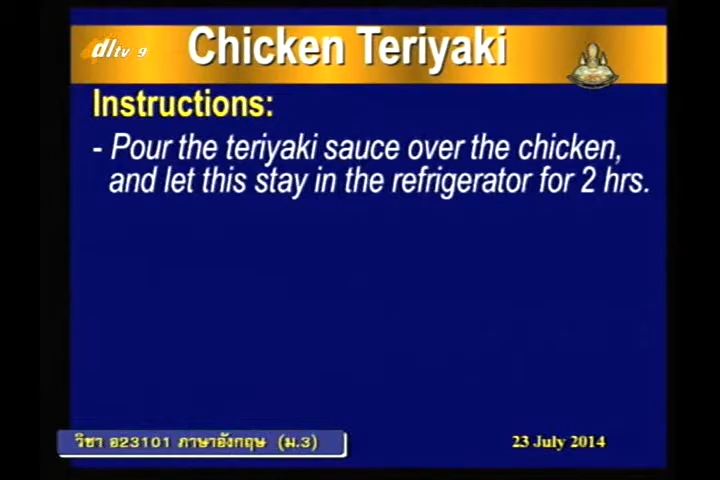 dltv 9
Chicken Teriyaki
Instructions:
- Pour the teriyaki sauce over the chicken,
and let this stay in the refrigerator for 2 hrs.
วิชา อ23101 ภาษาอังกฤษ (ม.3)
23 July 2014